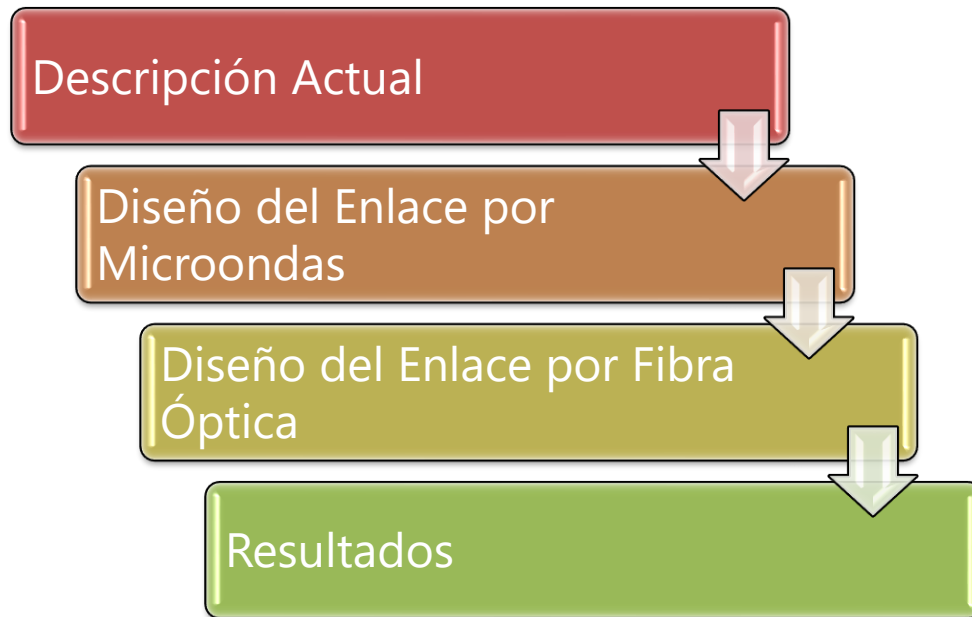 Descripción Actual
Diseño del Enlace por
Microondas
Diseño del Enlace por Fibra
Óptica
Resultados